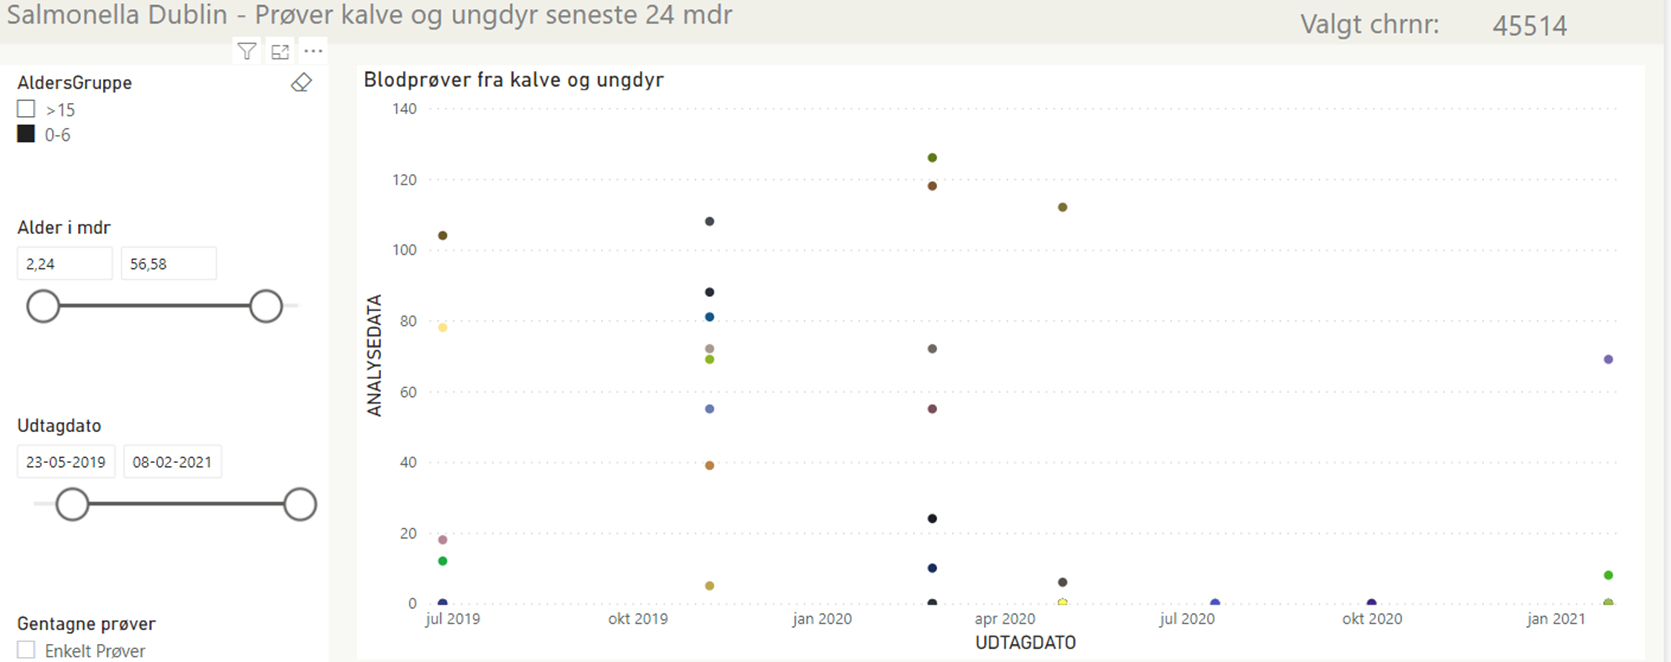 Salmonella Dublin - Prøver kalve og ungdyr seneste 24 mdr
Valgt chrnr: 45514
AldersGruppe
>15
0-6
Alder i mdr
2,24 56,58
Udtagdato
23-05-2019 08-02-2021
Gentagne prøver
Enkelt Prøver
Blodprøver fra kalve og ungdyr
140
120
100
80
60
40
20
0
ANALYSEDATA
jul 2019 okt 2019 jan 2020 apr 2020 jul 2020 okt 2020 jan 2021
UDTAGDATO